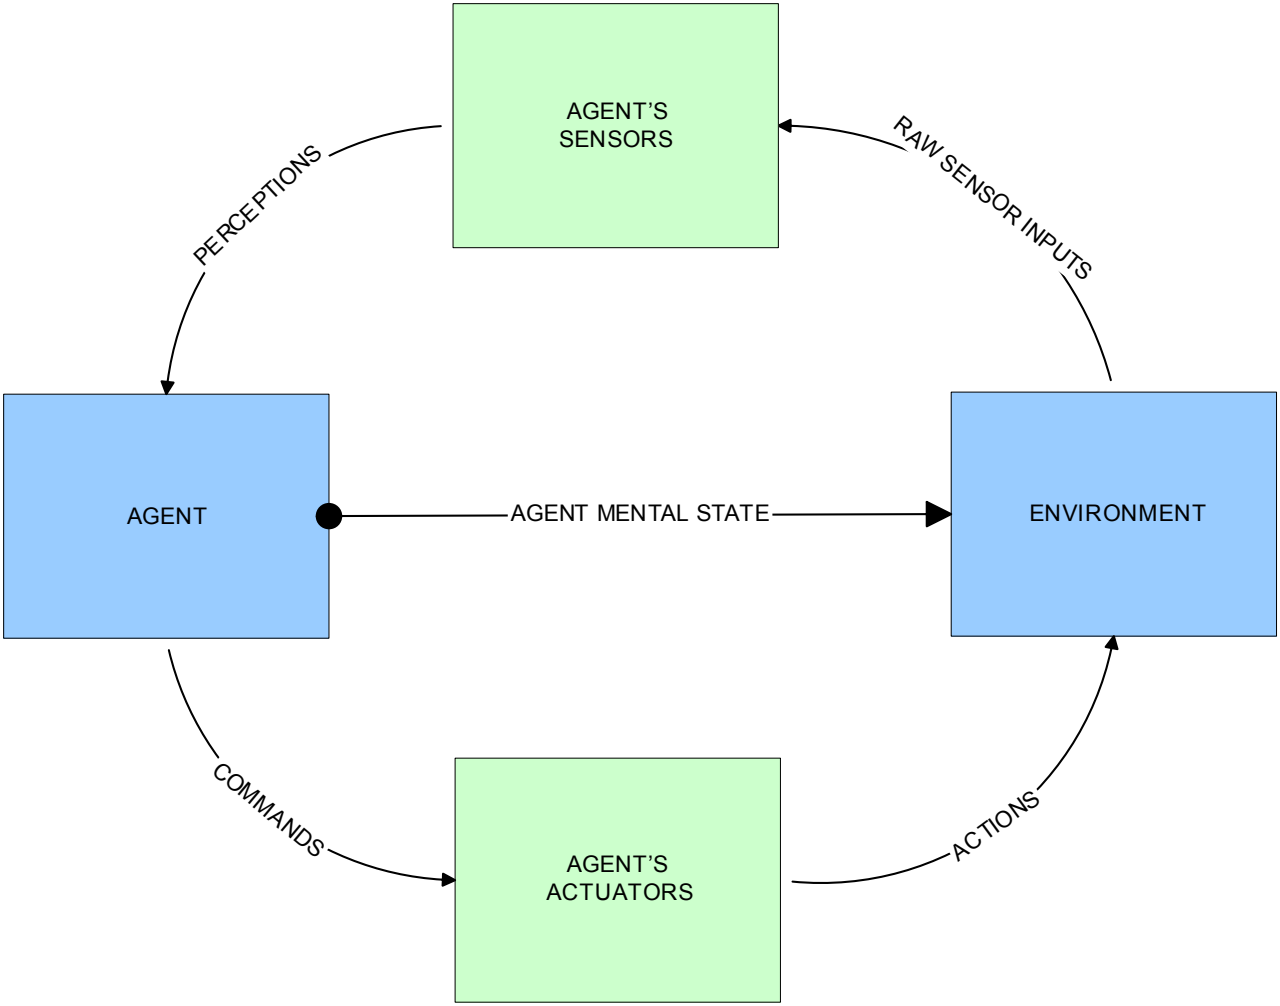 AGENT'S
SENSORS
RAW SENSOR INPUTS
PERCEPTIONS
AGENT
AGENT MENTAL STATE
ENVIRONMENT
COMMANDS
ACTIONS
AGENT'S
ACTUATORS